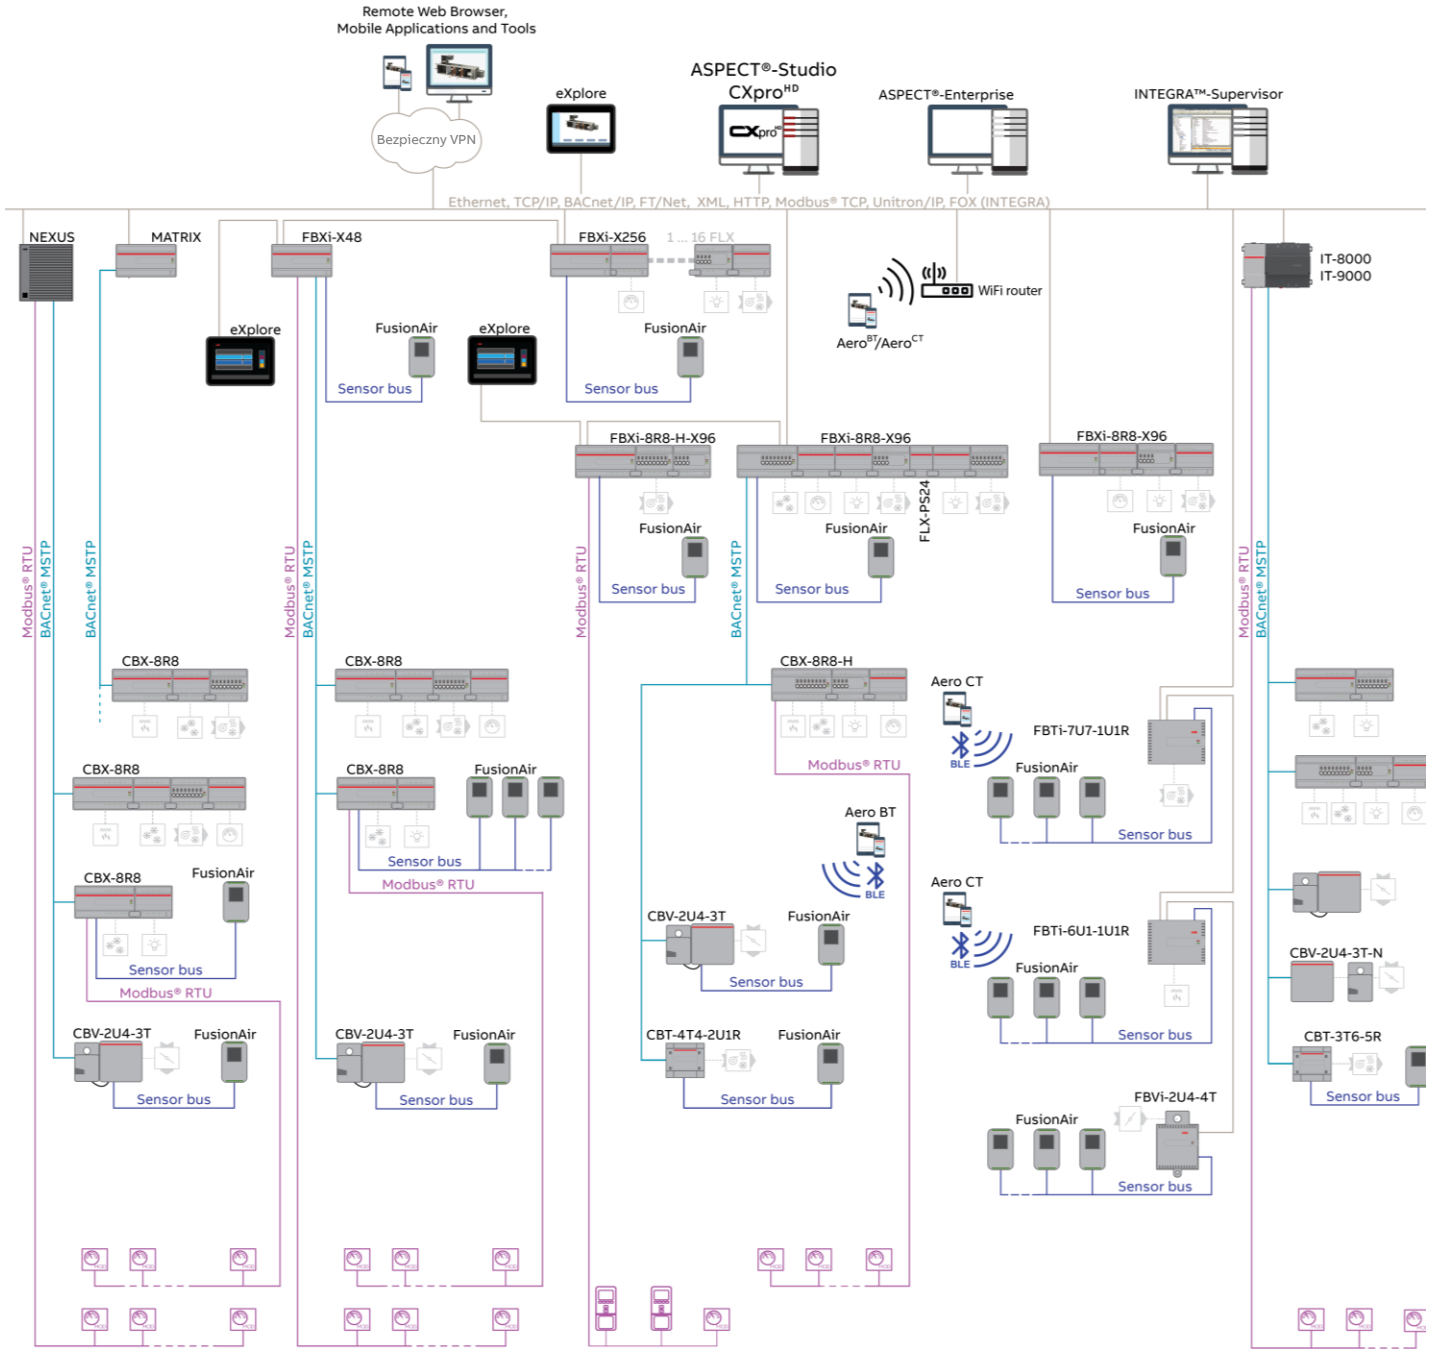 Remote Web Browser,
Mobile Applications and Tools
Bezpieczny VPN
eXplore
ASPECT®-Studio
CXpro HD
CXpro HD
ASPECT®-Enterprise
INTEGRA™-Supervisor
Ethernet, TCP/IP, BACnet/IP, FT/Net, XML, HTTP, Modbus® TCP, Unitron/IP, FOX (INTEGRA)
NEXUS
MATRIX
FBXi-X48
FBXi-X256
1 ... 16 FLX
IT-8000
IT-9000
WiFi router
Aero BT/Aero CT
eXplore
FusionAir
Sensor bus
eXplore
FusionAir
Sensor bus
FBXi-8R8-H-X96
FBXi-8R8-X96
FBXi-8R8-X96
FLX-PS24
FusionAir
Sensor bus
FusionAir
Sensor bus
FusionAir
Sensor bus
Modbus® RTU
BACnet® MSTP
BACnet® MSTP
Modbus® RTU
BACnet® MSTP
Modbus® RTU
BACnet® MSTP
Modbus® RTU
BACnet® MSTP
CBX-8R8
CBX-8R8
CBX-8R8-H
Modbus® RTU
Aero CT
BLE
FBTi-7U7-1U1R
FusionAir
Sensor bus
CBX-8R8
CBX-8R8
FusionAir
Sensor bus
Modbus® RTU
Aero BT
BLE
CBX-8R8
FusionAir
Sensor bus
Modbus® RTU
CBV-2U4-3T
FusionAir
Sensor bus
Aero CT
BLE
FBTi-6U1-1U1R
FusionAir
Sensor bus
CBV-2U4-3T-N
CBV-2U4-3T
FusionAir
Sensor bus
CBV-2U4-3T
FusionAir
Sensor bus
CBT-4T4-2U1R
FusionAir
Sensor bus
CBT-3T6-5R
Sensor bus
FBVi-2U4-4T
FusionAir
Sensor bus